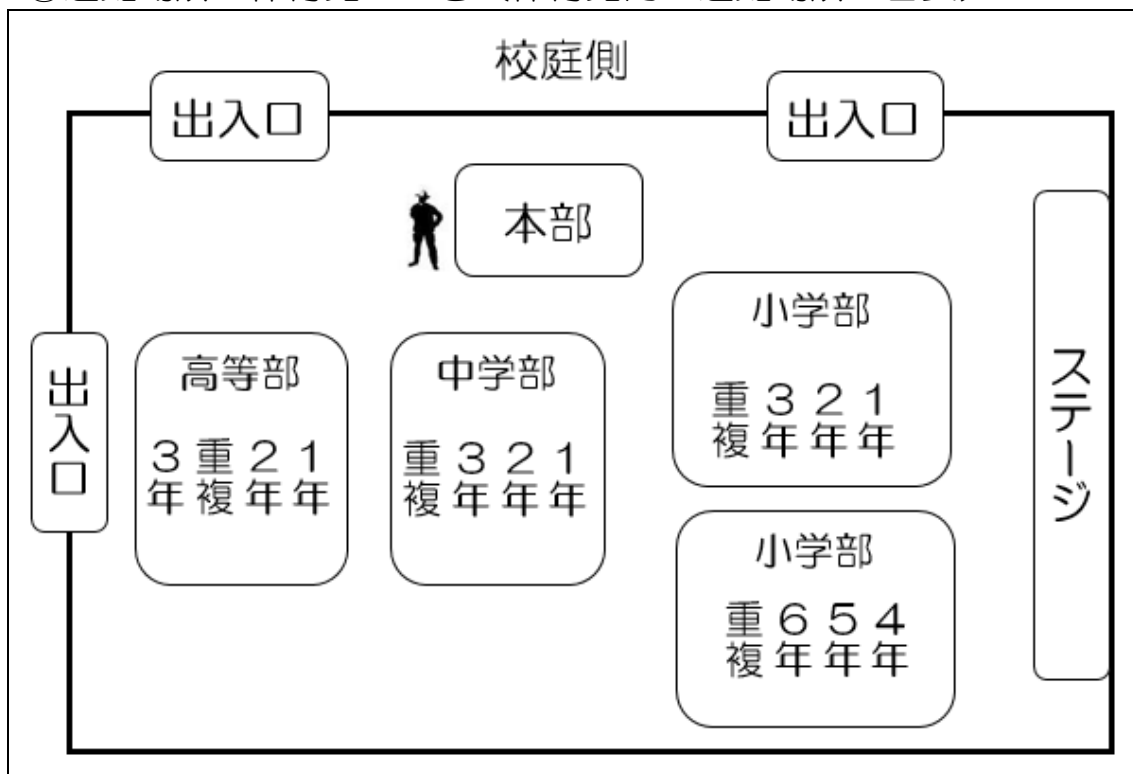 校庭側
出入口
出入口
本部
小学部
１年
２年
３年
重複
中学部
１年
２年
３年
重複
高等部
１年
２年
重複
３年
出入口
ステージ
小学部
４年
５年
６年
重複